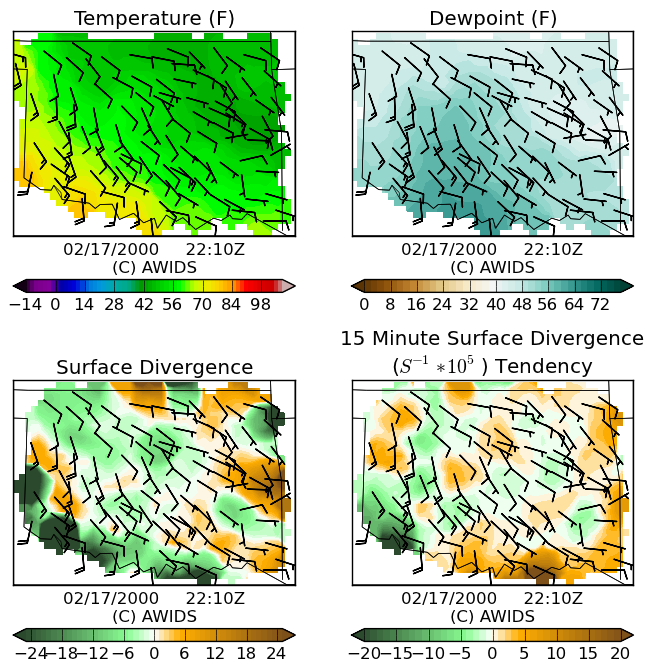 Temperature (F)
Dewpoint (F)
02/17/2000 22:10Z
(C) AWIDS
02/17/2000 22:10Z
(C) AWIDS
−14 0 14 28 42 56 70 84 98
0 8 16 24 32 40 48 56 64 72
Surface Divergence
15 Minute Surface Divergence
(S⁻¹ *10⁵ ) Tendency
02/17/2000 22:10Z
(C) AWIDS
02/17/2000 22:10Z
(C) AWIDS
−24−18−12 −6 0 6 12 18 24
−20−15−10 −5 0 5 10 15 20